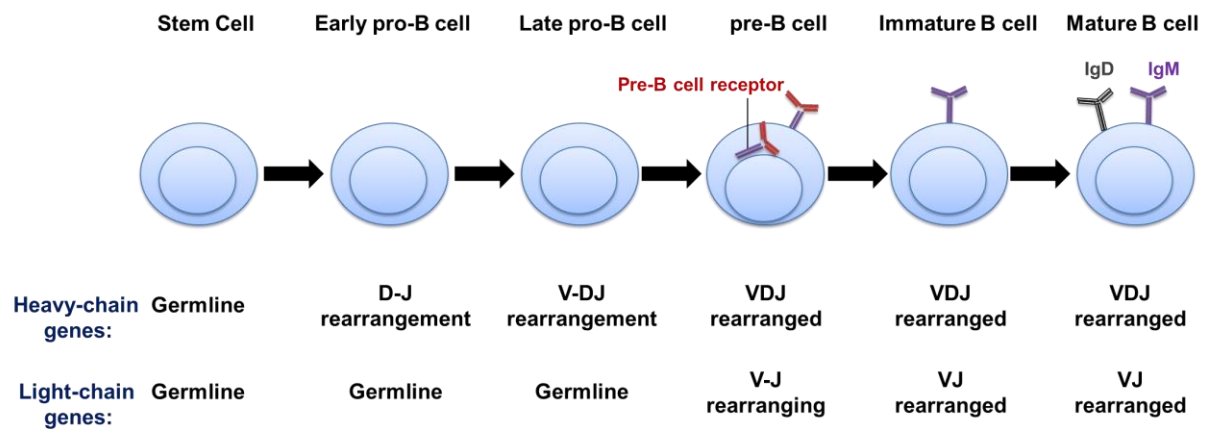 Stem Cell Early pro-B cell Late pro-B cell pre-B cell Immature B cell Mature B cell
IgD IgM
Pre-B cell receptor
D-J V-DJ VDJ VDJ VDJ
Heavy-chain Germline rearrangement rearrangement rearranged rearranged rearranged
genes:
V-J VJ VJ
Light-chain Germline Germline Germline rearranging rearranged rearranged
genes: